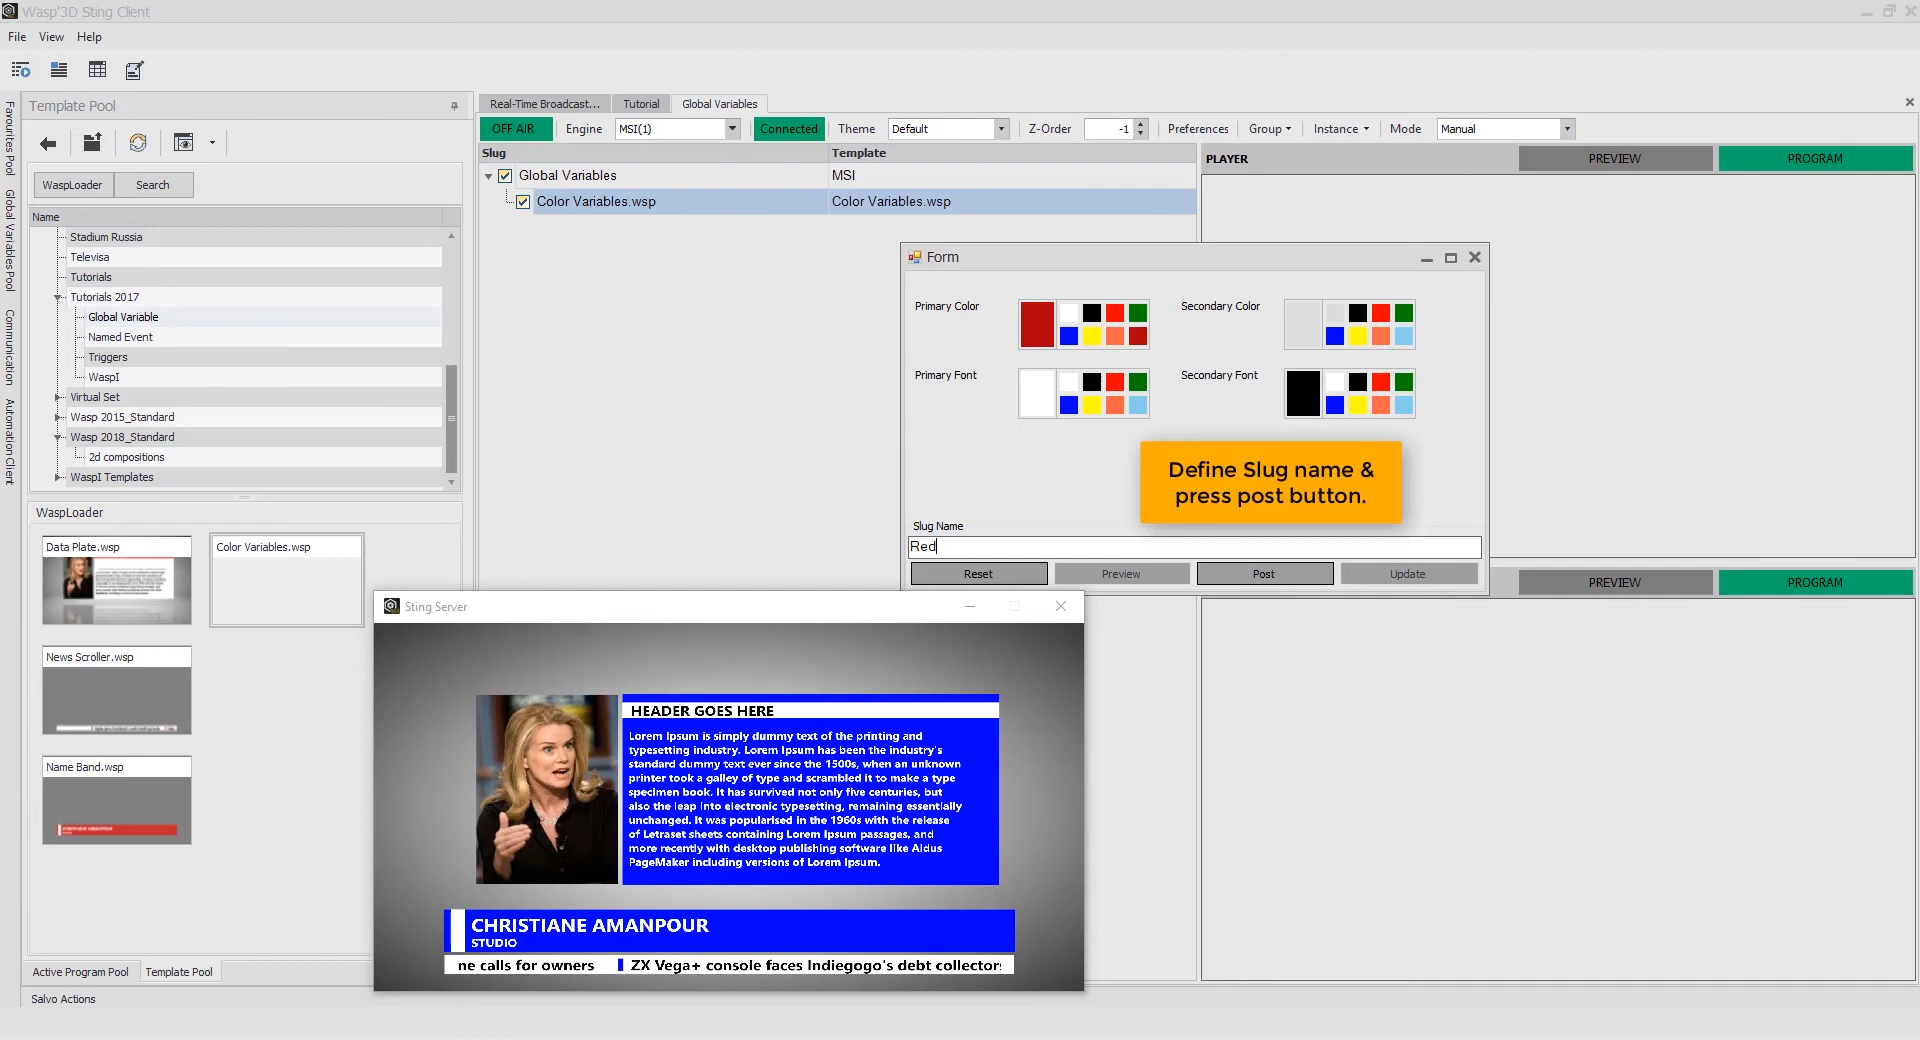 Wasp'3D Sting Client
File View Help
Template Pool
Favourites Pool
Global Variables Pool
Communication
Automation Client
WaspLoader Search
Name
Stadium Russia
Televisa
Tutorials
Tutorials 2017
Global Variable
Named Event
Triggers
WaspI
Virtual Set
Wasp 2015_Standard
Wasp 2018_Standard
2d compositions
WaspI Templates
WaspLoader
Data Plate.wsp
Color Variables.wsp
News Scroller.wsp
Name Band.wsp
CHRISTIANE AMANPOUR
Active Program Pool Template Pool
Salvo Actions
Real-Time Broadcast... Tutorial Global Variables
OFF AIR Engine MSI(1) Connected Theme Default Z-Order -1 Preferences Group Instance Mode Manual
Slug Template
Global Variables MSI
Color Variables.wsp Color Variables.wsp
PLAYER PREVIEW PROGRAM
PREVIEW PROGRAM
Form
Primary Color Secondary Color
Primary Font Secondary Font
Define Slug name &
press post button.
Slug Name
Red
Reset Preview Post Update
Sting Server
HEADER GOES HERE
Lorem Ipsum is simply dummy text of the printing and
typesetting industry. Lorem Ipsum has been the industry's
standard dummy text ever since the 1500s, when an unknown
printer took a galley of type and scrambled it to make a type
specimen book. It has survived not only five centuries, but
also the leap into electronic typesetting, remaining essentially
unchanged. It was popularised in the 1960s with the release
of Letraset sheets containing Lorem Ipsum passages, and
more recently with desktop publishing software like Aldus
PageMaker including versions of Lorem Ipsum.
CHRISTIANE AMANPOUR
STUDIO
ne calls for owners ZX Vega+ console faces Indiegogo's debt collectors